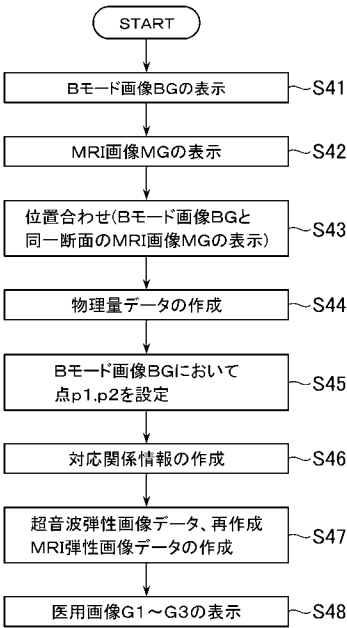 START
Bモード画像BGの表示
S41
MRI画像MGの表示
S42
位置合わせ(Bモード画像BGと
同一断面のMRI画像MGの表示)
S43
物理量データの作成
S44
Bモード画像BGにおいて
点p1,p2を設定
S45
対応関係情報の作成
S46
超音波弾性画像データ、再作成
MRI弾性画像データの作成
S47
医用画像G1～G3の表示
S48